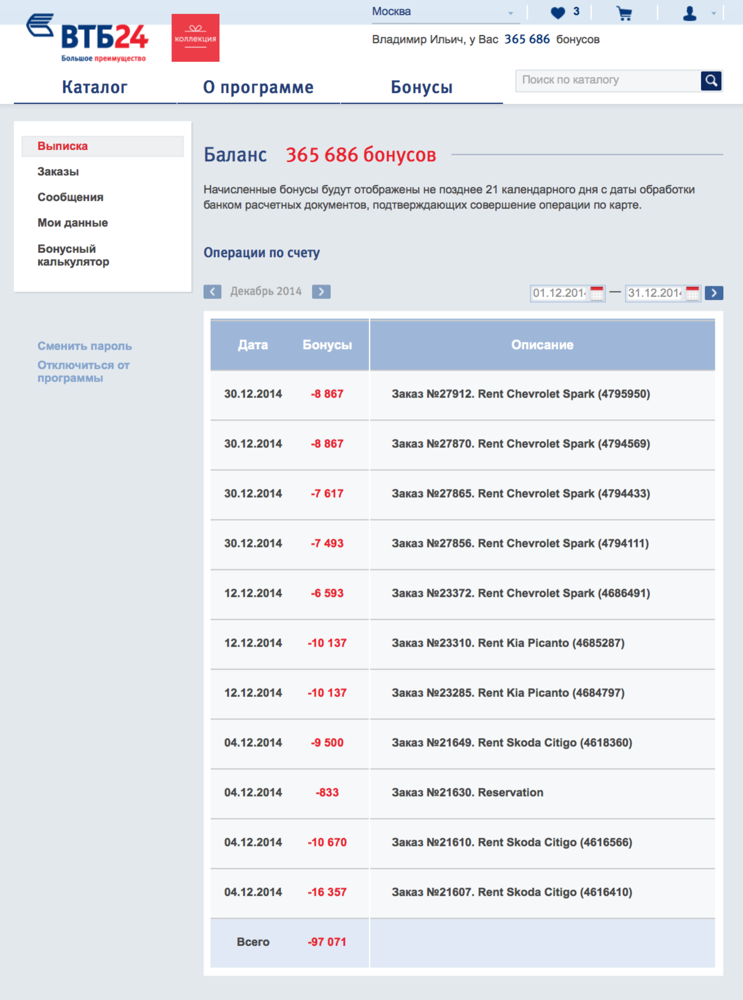 Москва
3
ВТБ24
Большое преимущество
коллекция
Владимир Ильич, у Вас 365 686 бонусов
Каталог
О программе
Бонусы
Поиск по каталогу
Выписка
Заказы
Сообщения
Мои данные
Бонусный
калькулятор
Сменить пароль
Отключиться от
программы
Баланс 365 686 бонусов
Начисленные бонусы будут отображены не позднее 21 календарного дня с даты обработки
банком расчетных документов, подтверждающих совершение операции по карте.
Операции по счету
Декабрь 2014
01.12.201 — 31.12.201
Дата Бонусы Описание
30.12.2014 -8 867 Заказ №27912. Rent Chevrolet Spark (4795950)
30.12.2014 -8 867 Заказ №27870. Rent Chevrolet Spark (4794569)
30.12.2014 -7 617 Заказ №27865. Rent Chevrolet Spark (4794433)
30.12.2014 -7 493 Заказ №27856. Rent Chevrolet Spark (4794111)
12.12.2014 -6 593 Заказ №23372. Rent Chevrolet Spark (4686491)
12.12.2014 -10 137 Заказ №23310. Rent Kia Picanto (4685287)
12.12.2014 -10 137 Заказ №23285. Rent Kia Picanto (4684797)
04.12.2014 -9 500 Заказ №21649. Rent Skoda Citigo (4618360)
04.12.2014 -833 Заказ №21630. Reservation
04.12.2014 -10 670 Заказ №21610. Rent Skoda Citigo (4616566)
04.12.2014 -16 357 Заказ №21607. Rent Skoda Citigo (4616410)
Всего -97 071